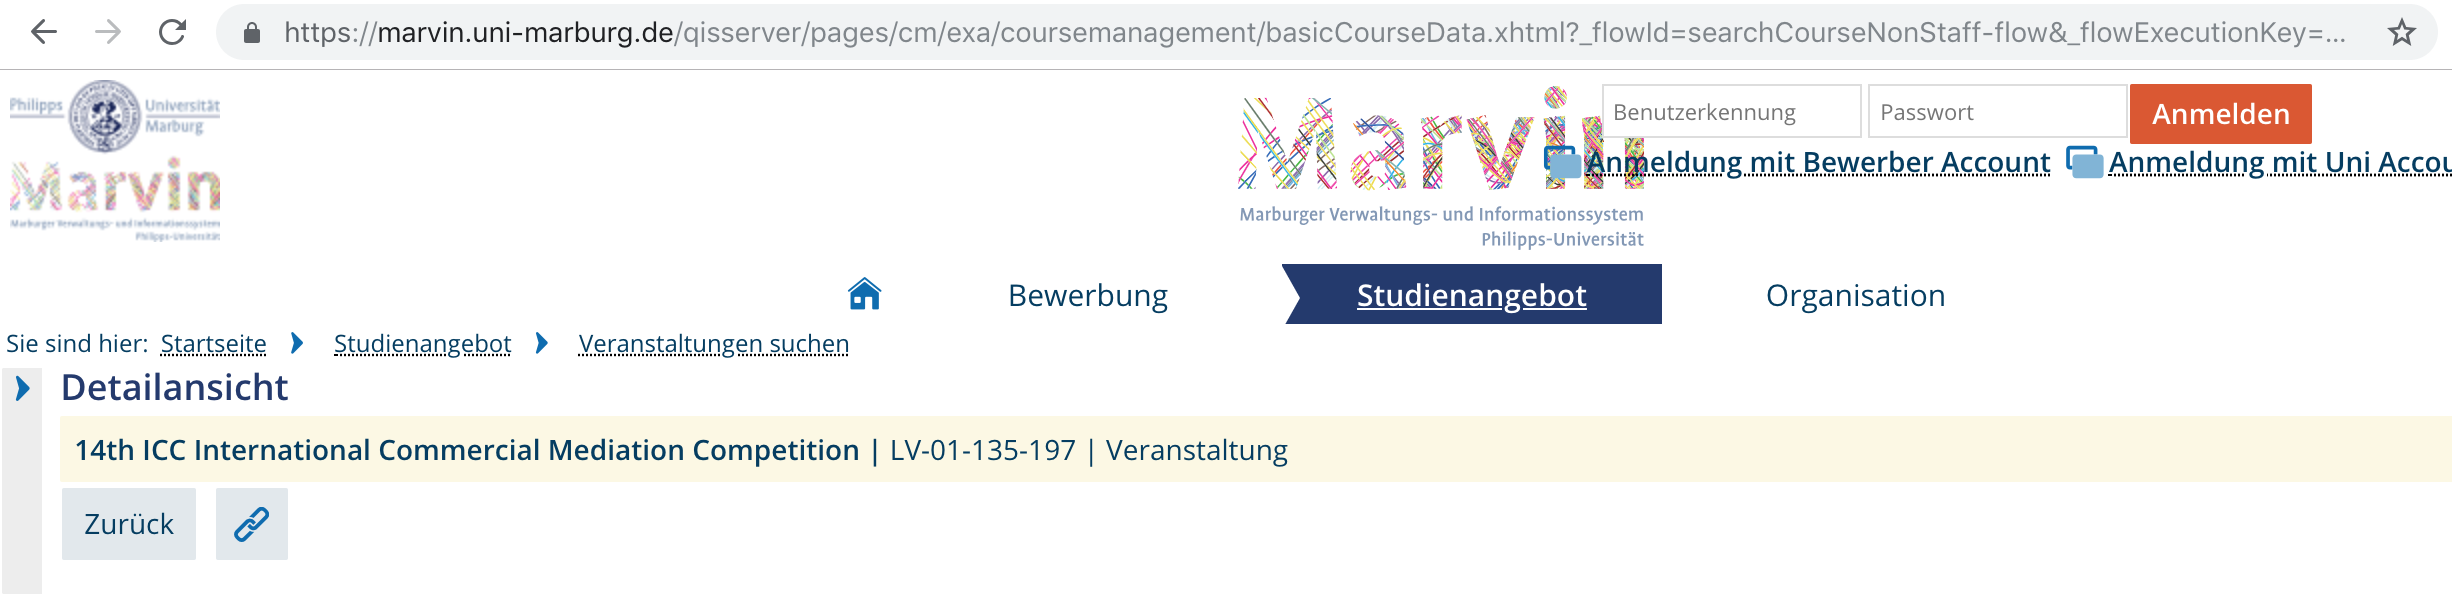 https://marvin.uni-marburg.de/qisserver/pages/cm/exa/coursemanagement/basicCourseData.xhtml?_flowId=searchCourseNonStaff-flow&_flowExecutionKey=...
Philipps Universität
Marburg
Marvin
Marburger Verwaltungs- und Informationssystem
Philipps-Universität
Marvin
Marburger Verwaltungs- und Informationssystem
Philipps-Universität
Benutzerkennung Passwort Anmelden
Anmeldung mit Bewerber Account Anmeldung mit Uni Accou
Bewerbung Studienangebot Organisation
Sie sind hier: Startseite Studienangebot Veranstaltungen suchen
Detailansicht
14th ICC International Commercial Mediation Competition | LV-01-135-197 | Veranstaltung
Zurück